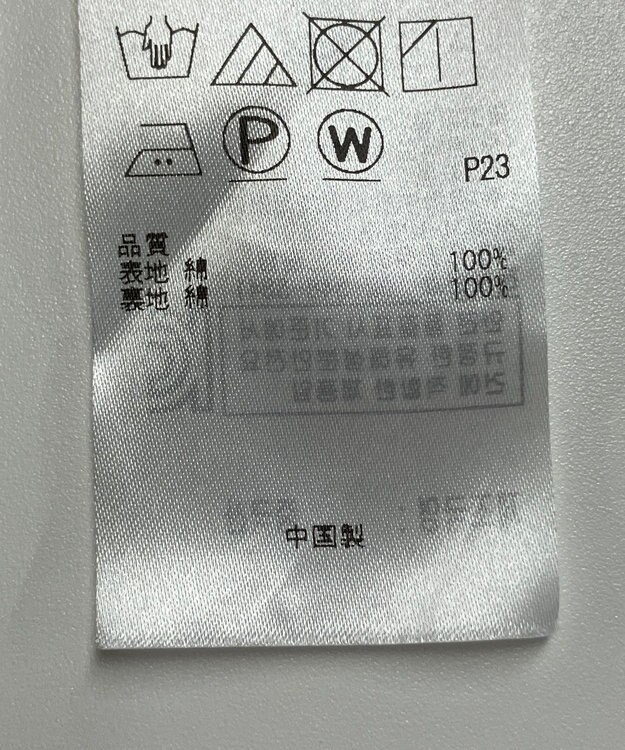 P W
P23
品質
表地 綿 100%
裏地 綿 100%
中国製